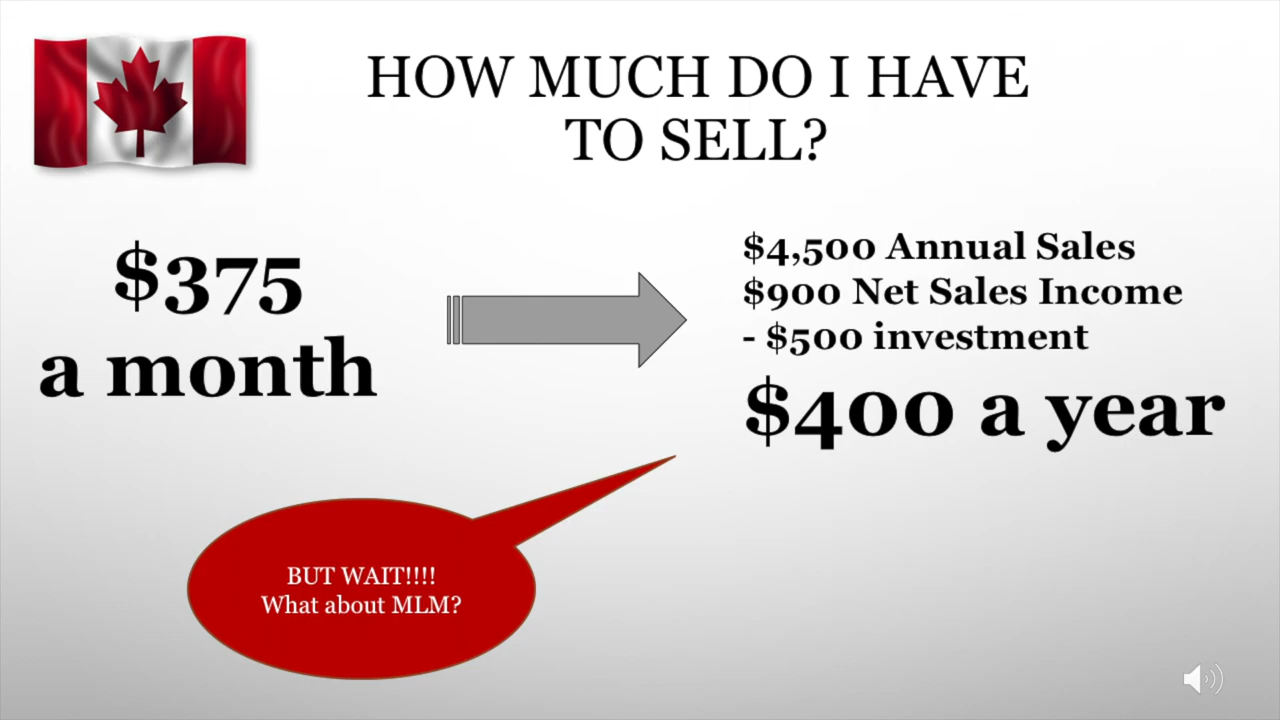 HOW MUCH DO I HAVE
TO SELL?
$375
a month
$4,500 Annual Sales
$900 Net Sales Income
- $500 investment
$400 a year
BUT WAIT!!!!
What about MLM?